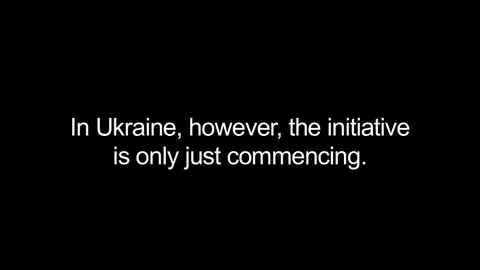 In Ukraine, however, the initiative
is only just commencing.